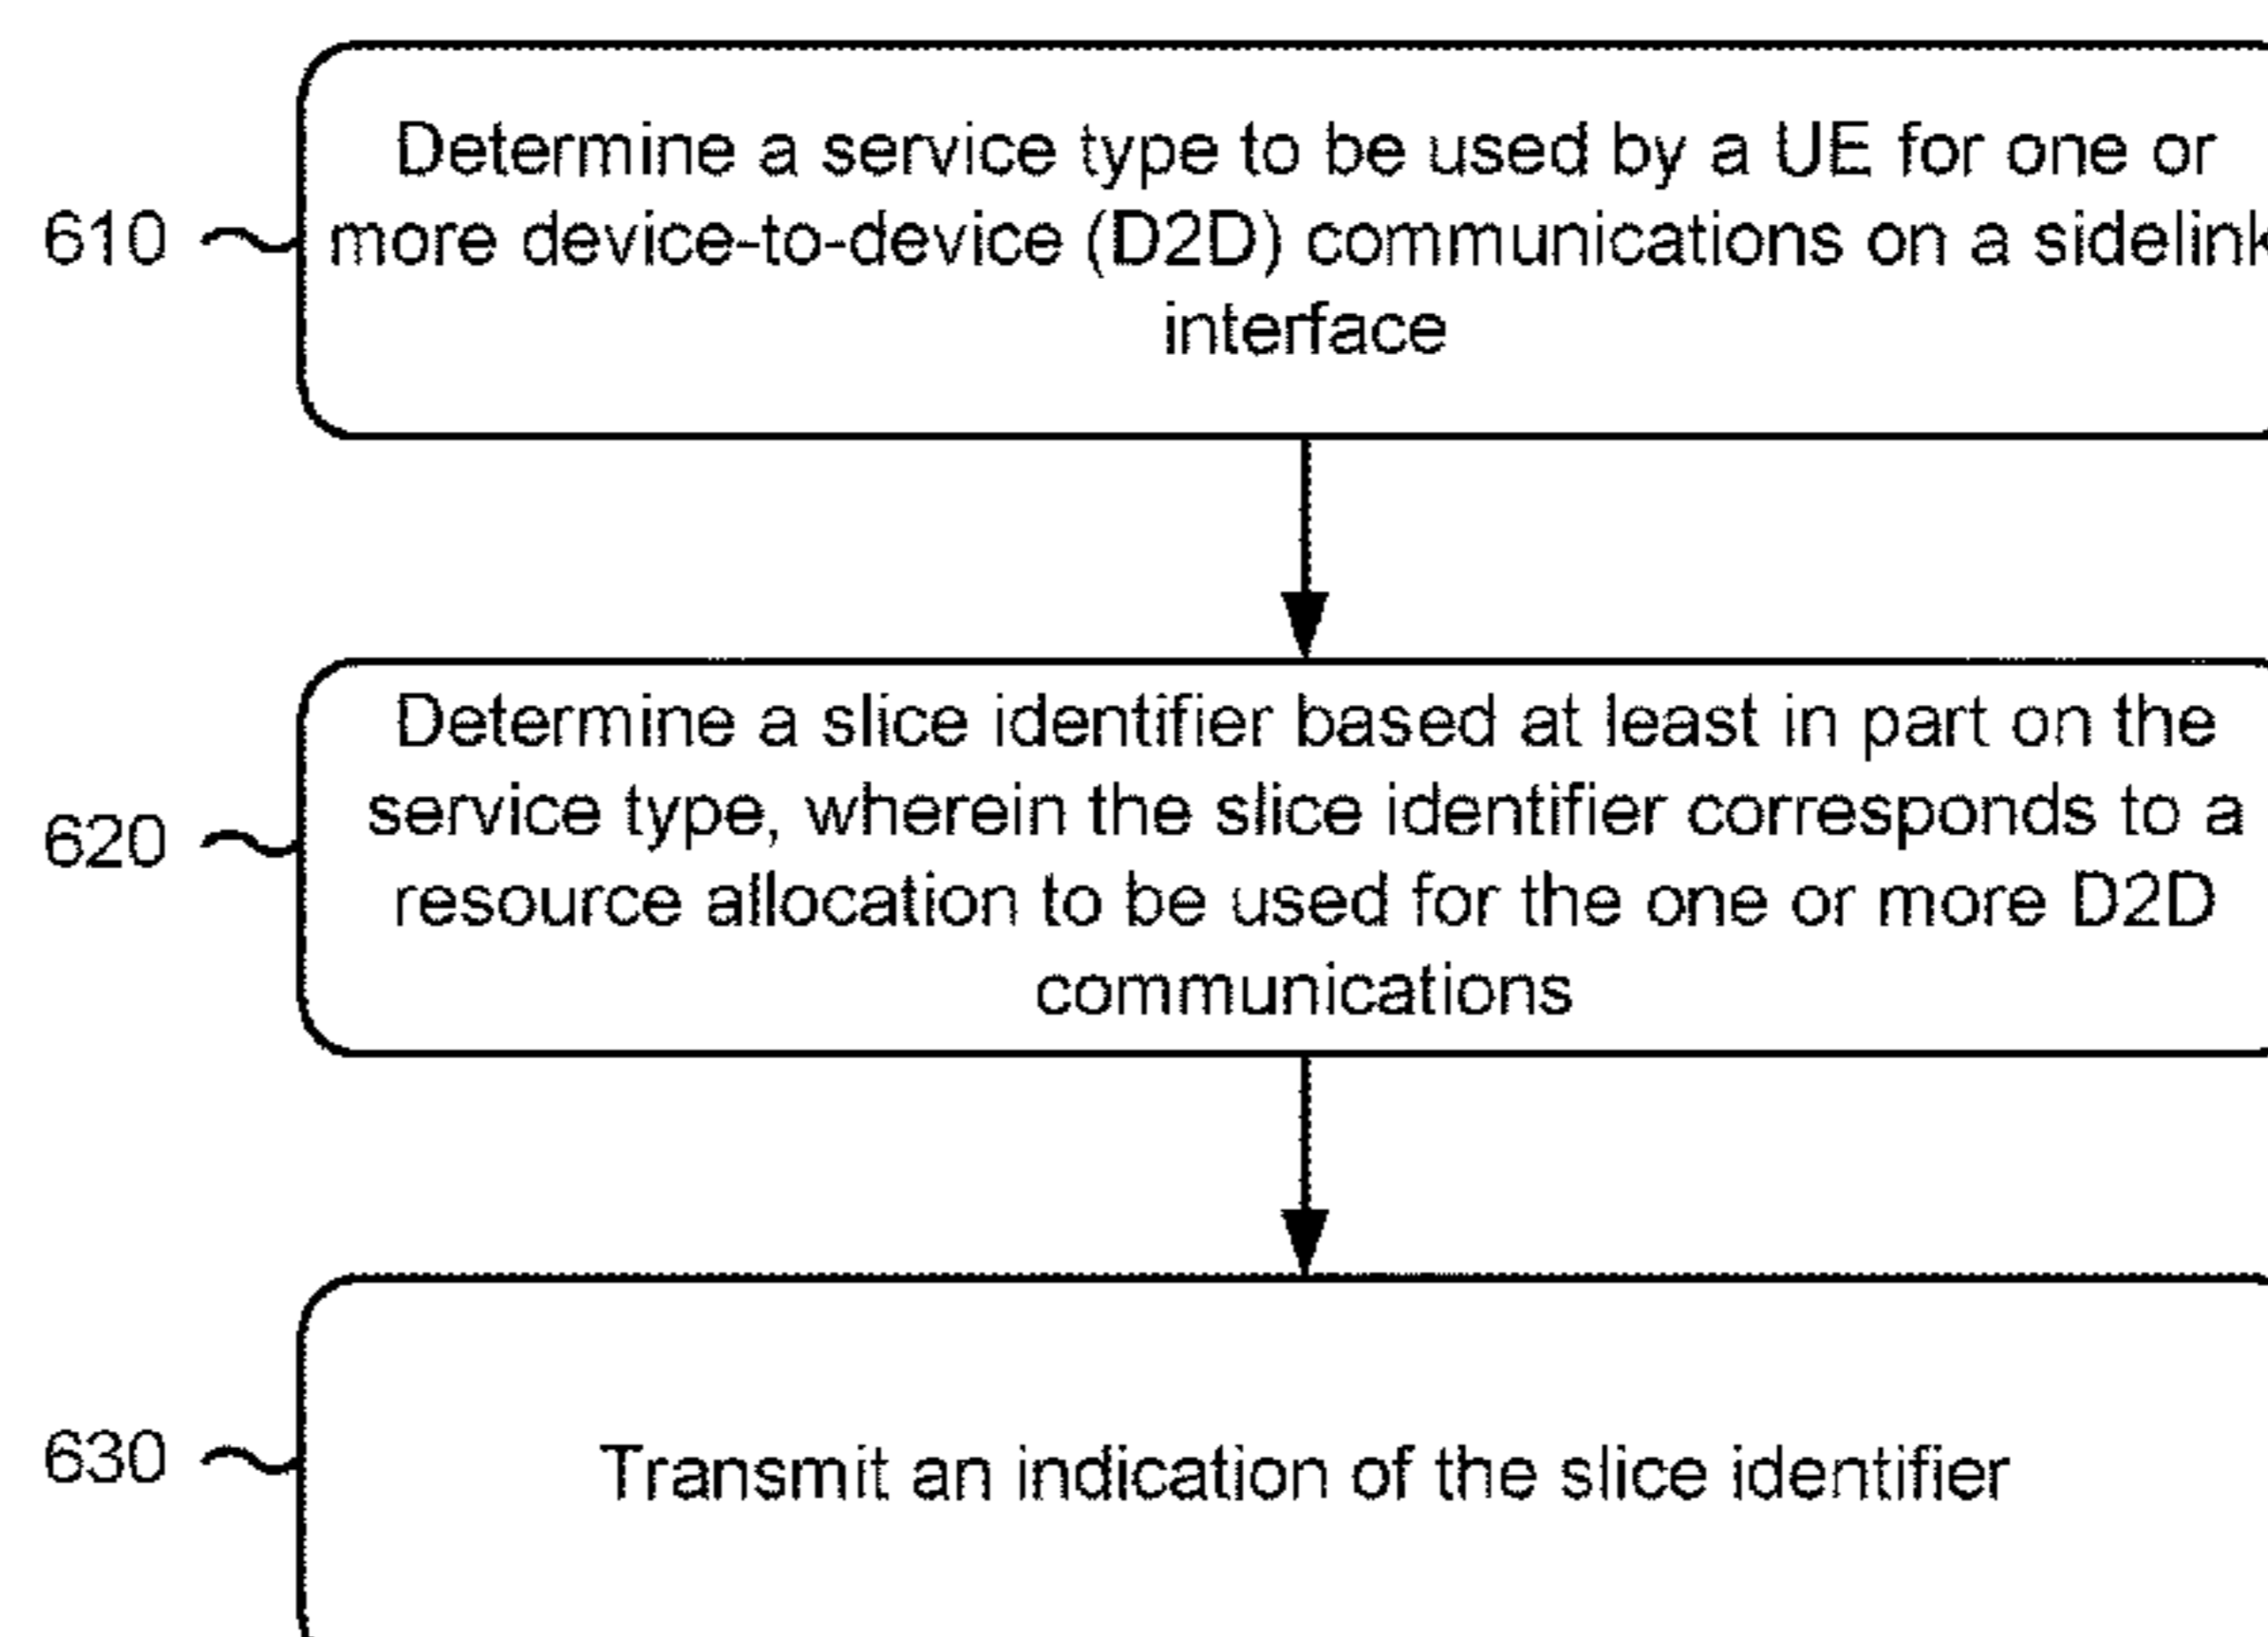 Determine a service type to be used by a UE for one or
610
more device-to-device (D2D) communications on a sidelink
interface
Determine a slice identifier based at least in part on the
620
service type, wherein the slice identifier corresponds to a
resource allocation to be used for the one or more D2D
communications
630
Transmit an indication of the slice identifier